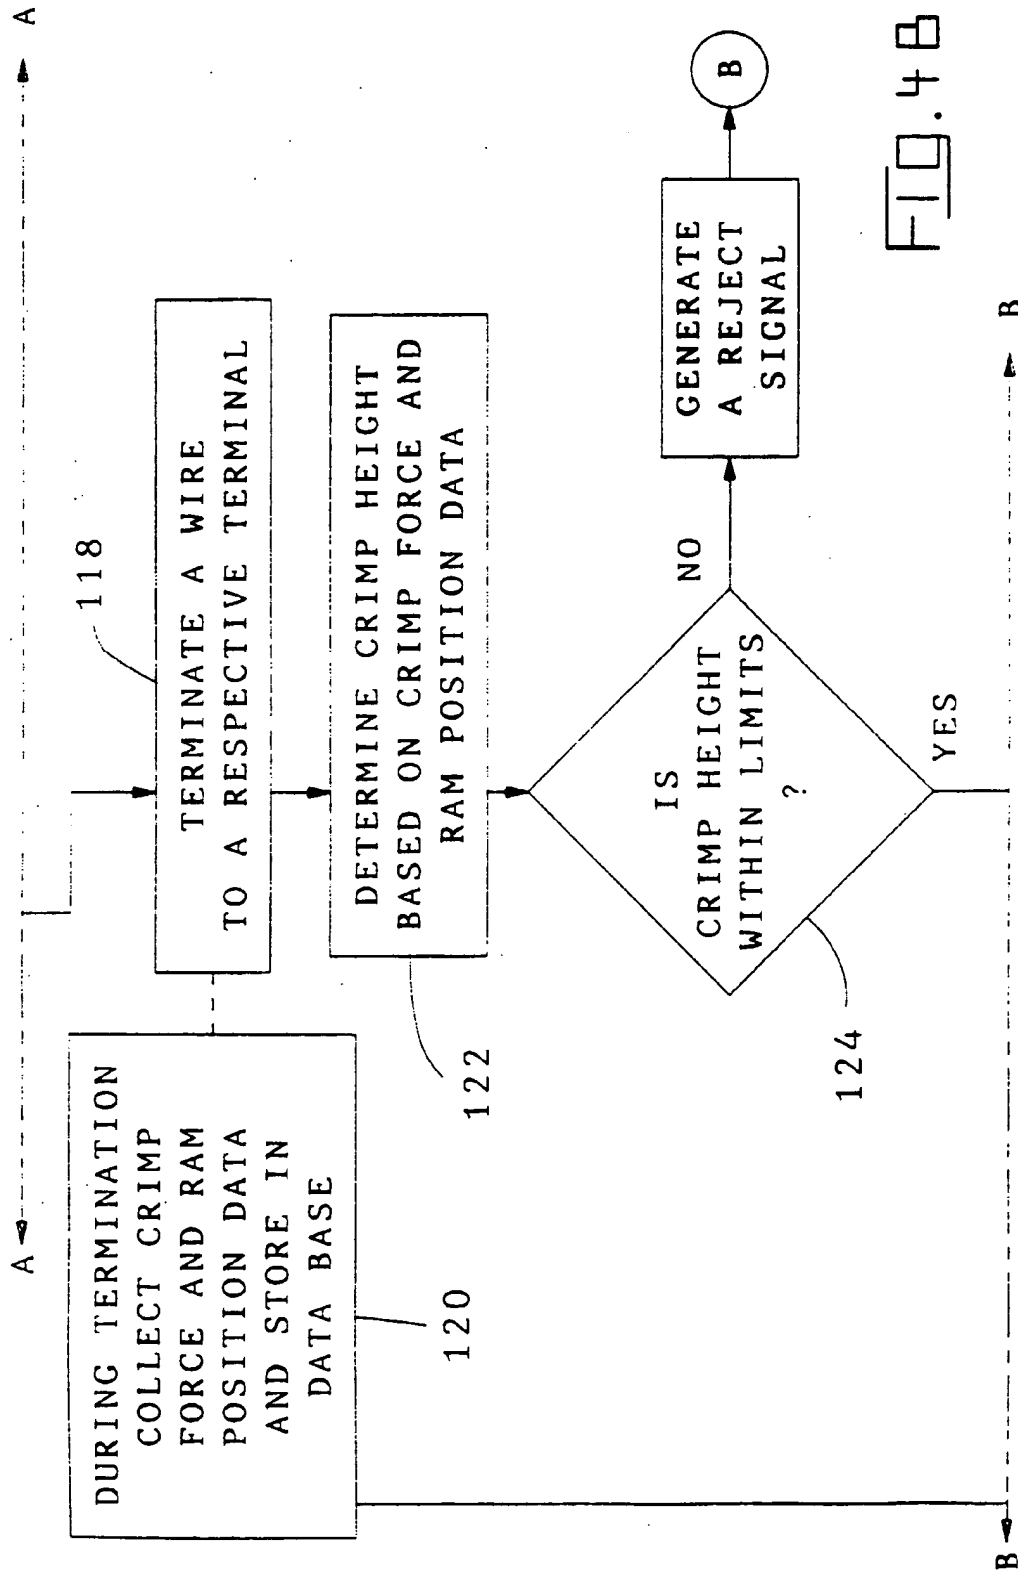 A
A
118
TERMINATE A WIRE
TO A RESPECTIVE TERMINAL
DURING TERMINATION
COLLECT CRIMP
FORCE AND RAM
POSITION DATA
AND STORE IN
DATA BASE
120
DETERMINE CRIMP HEIGHT
BASED ON CRIMP FORCE AND
RAM POSITION DATA
122
IS
CRIMP HEIGHT
WITHIN LIMITS
?
124
NO
GENERATE
A REJECT
SIGNAL
B
YES
B
B
FIG. 4B